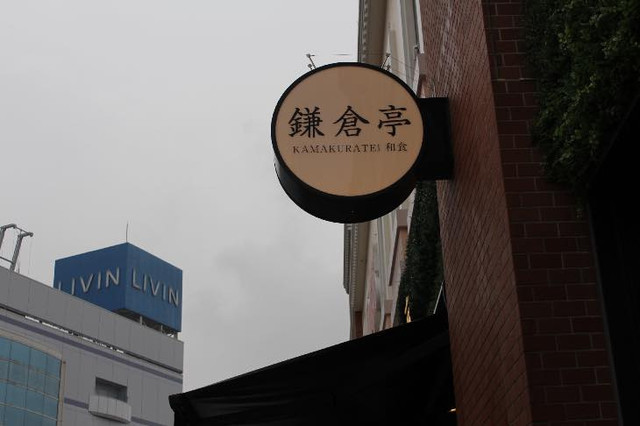 鎌倉亭
KAMAKURATEI 和食
LIVIN LIVIN